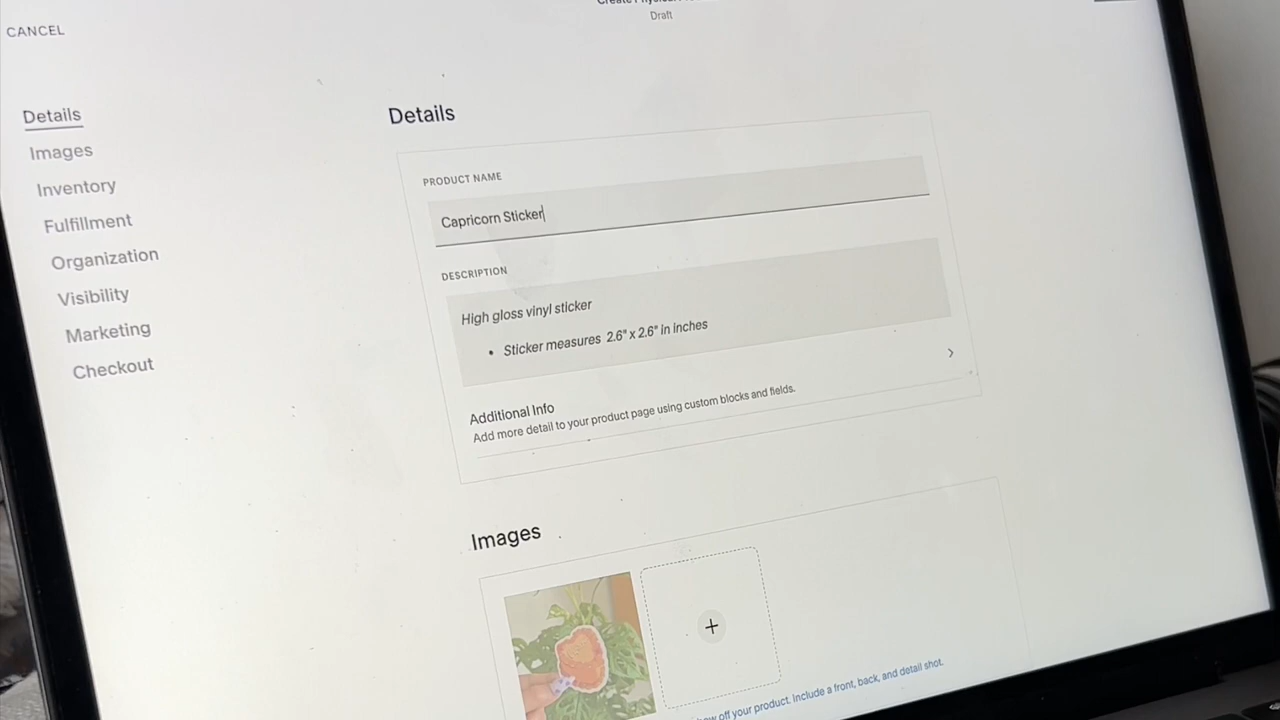 CANCEL
Draft
Details
Images
Inventory
Fulfillment
Organization
Visibility
Marketing
Checkout
Details
PRODUCT NAME
Capricorn Sticker
DESCRIPTION
High gloss vinyl sticker
• Sticker measures 2.6" x 2.6" in inches
Additional Info
Add more detail to your product page using custom blocks and fields.
Images
off your product. Include a front, back, and detail shot.